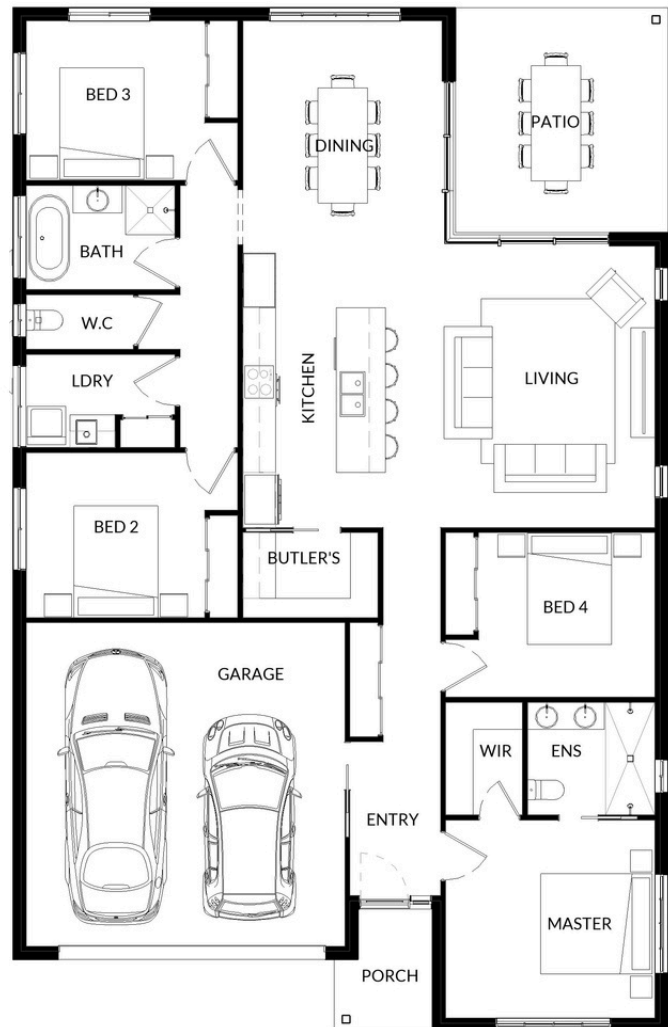 BED 3
DINING
PATIO
BATH
W.C
LDRY
KITCHEN
LIVING
BED 2
BUTLER'S
BED 4
GARAGE
WIR
ENS
ENTRY
MASTER
PORCH